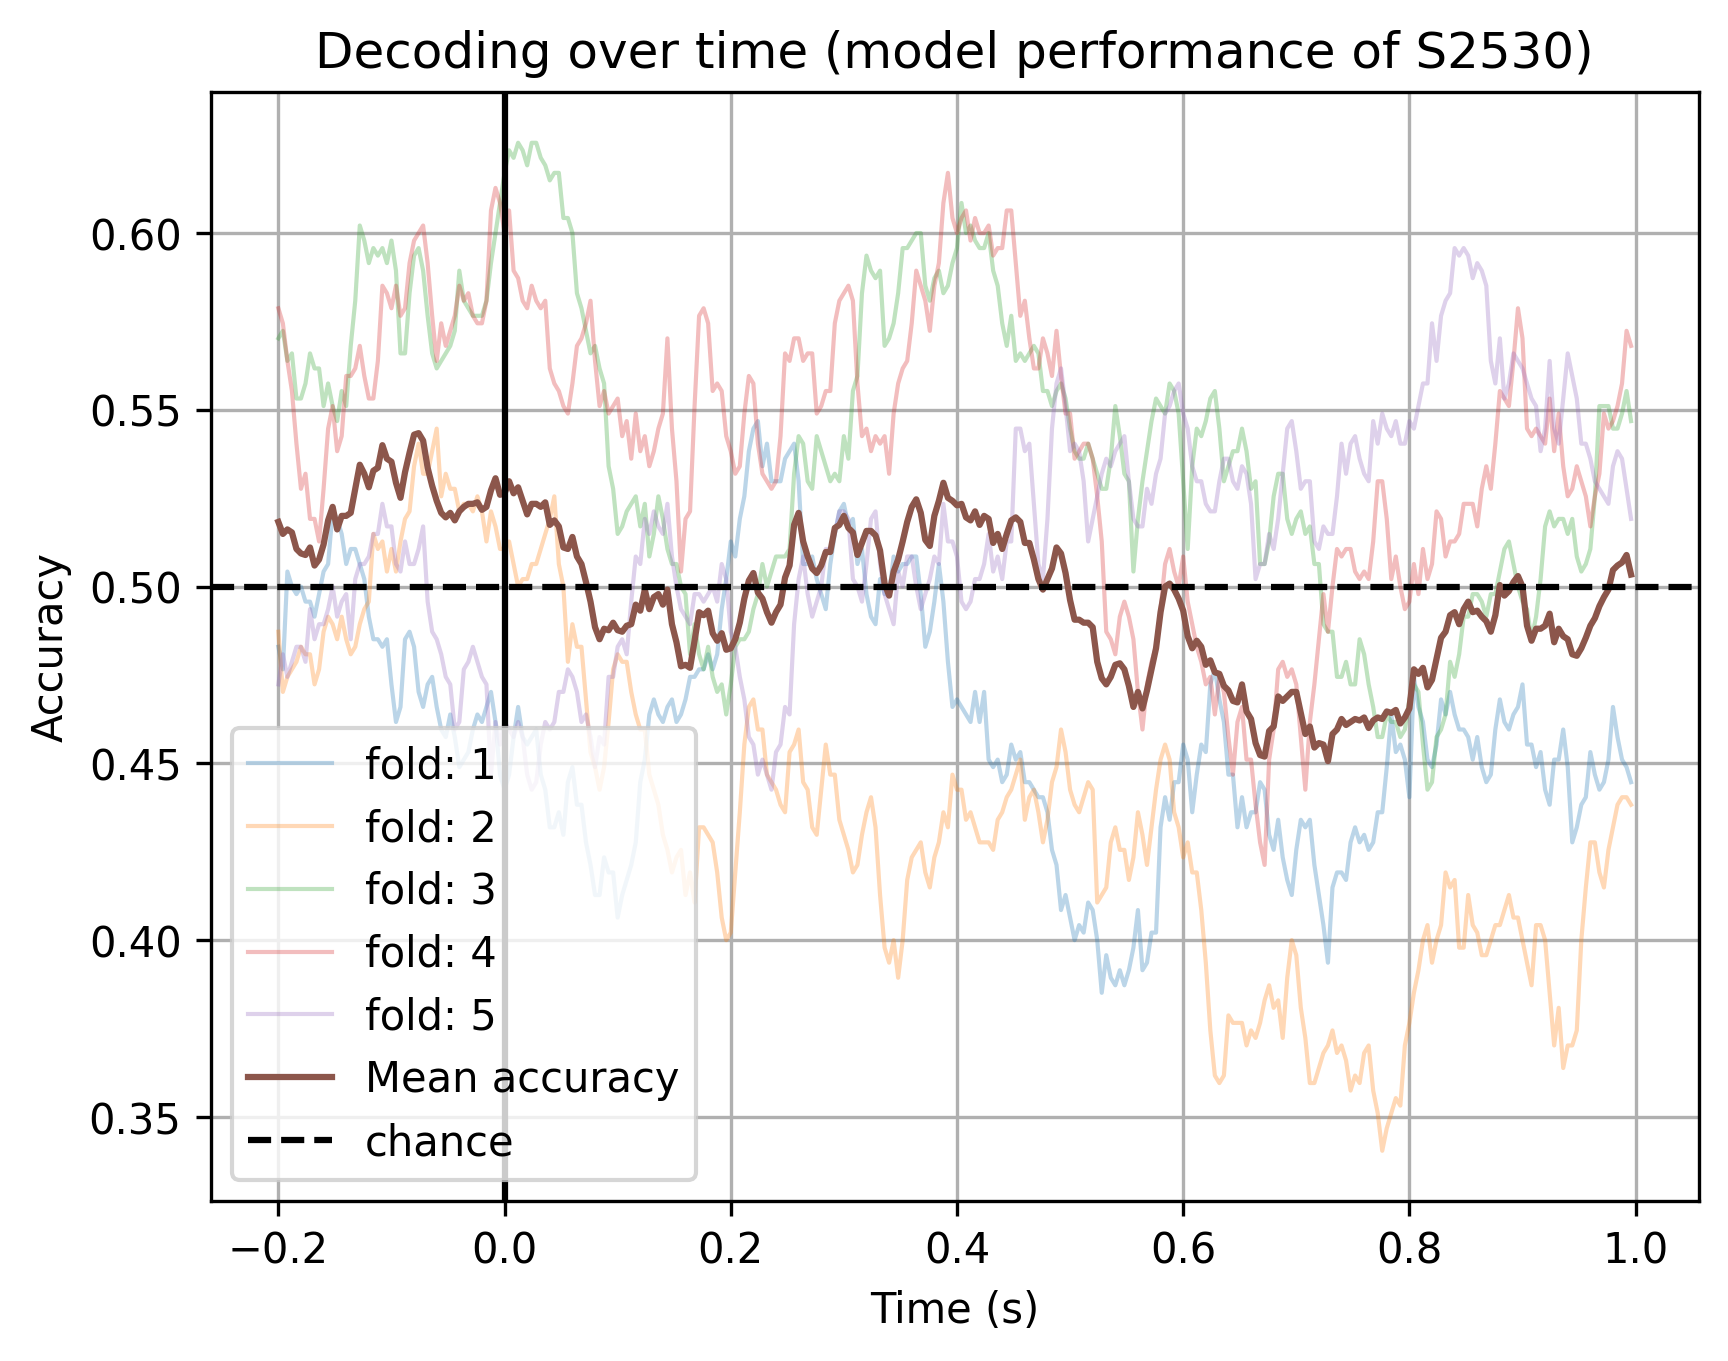 Decoding over time (model performance of S2530)
Accuracy
0.60
0.55
0.50
0.45
0.40
0.35
fold: 1
fold: 2
fold: 3
fold: 4
fold: 5
Mean accuracy
chance
−0.2 0.0 0.2 0.4 0.6 0.8 1.0
Time (s)